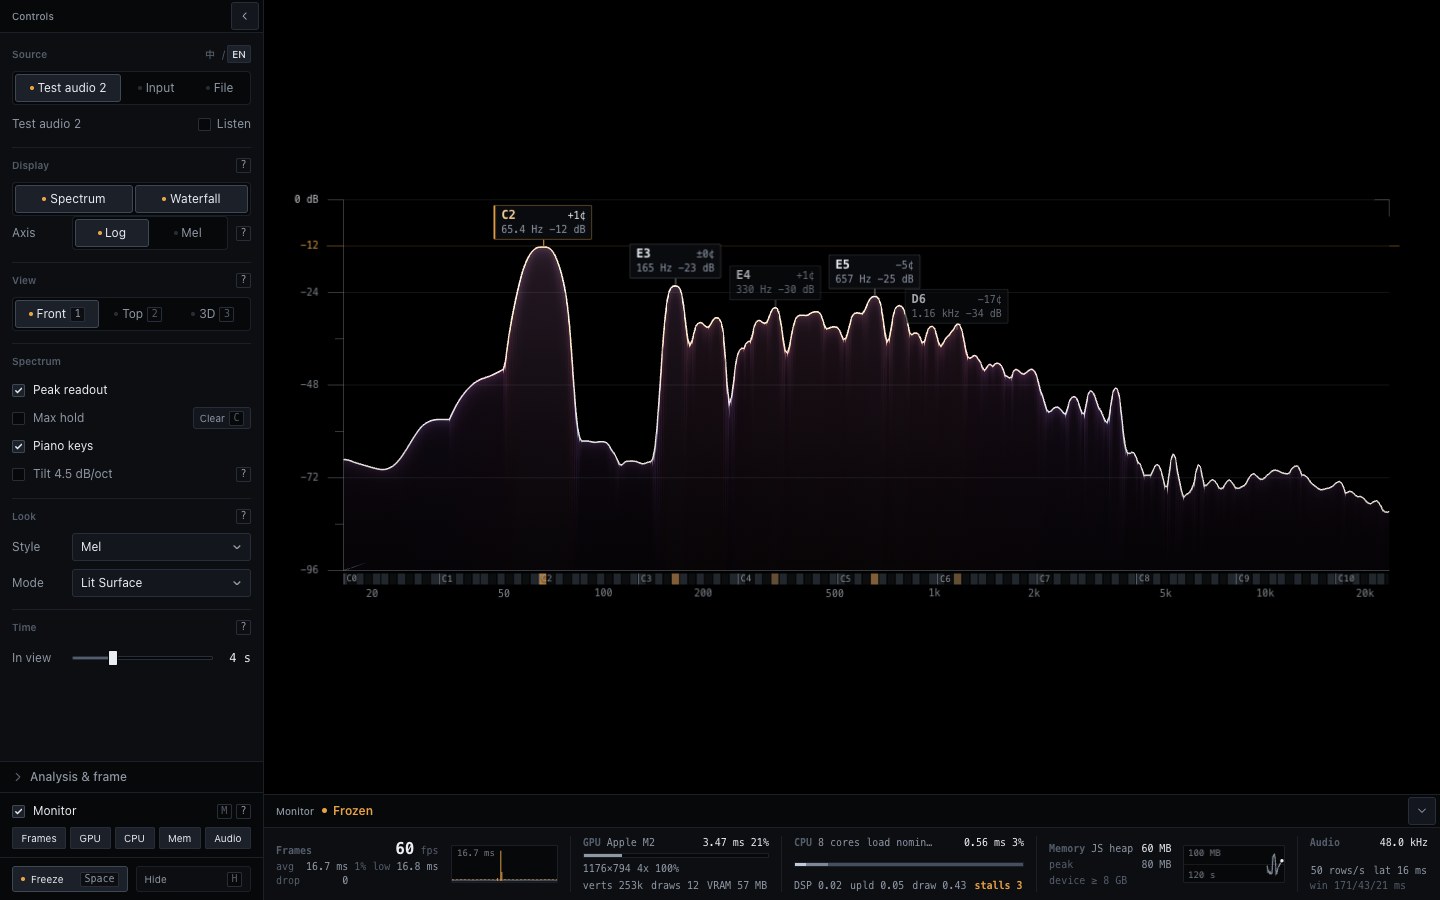 Controls
Source 中 / EN
Test audio 2 Input File
Test audio 2 Listen
Display ?
Spectrum Waterfall
Axis Log Mel ?
View ?
Front 1 Top 2 3D 3
Spectrum
Peak readout
Max hold Clear C
Piano keys
Tilt 4.5 dB/oct ?
Look ?
Style Mel
Mode Lit Surface
Time ?
In view 4 s
Analysis & frame
Monitor M ?
Frames GPU CPU Mem Audio
Freeze Space Hide H
0 dB
−12
−24
−48
−72
−96
C2 +1¢
65.4 Hz −12 dB
E3 ±0¢
165 Hz −23 dB
E4 +1¢
330 Hz −30 dB
E5 −5¢
657 Hz −25 dB
D6 −17¢
1.16 kHz −34 dB
C0 C1 C2 C3 C4 C5 C6 C7 C8 C9 C10
20 50 100 200 500 1k 2k 5k 10k 20k
Monitor Frozen
Frames 60 fps
avg 16.7 ms 1% low 16.8 ms
drop 0
16.7 ms
GPU Apple M2 3.47 ms 21%
1176×794 4x 100%
verts 253k draws 12 VRAM 57 MB
CPU 8 cores load nomin… 0.56 ms 3%
DSP 0.02 upld 0.05 draw 0.43 stalls 3
Memory JS heap 60 MB
peak 80 MB
device ≥ 8 GB
100 MB
120 s
Audio 48.0 kHz
50 rows/s lat 16 ms
win 171/43/21 ms